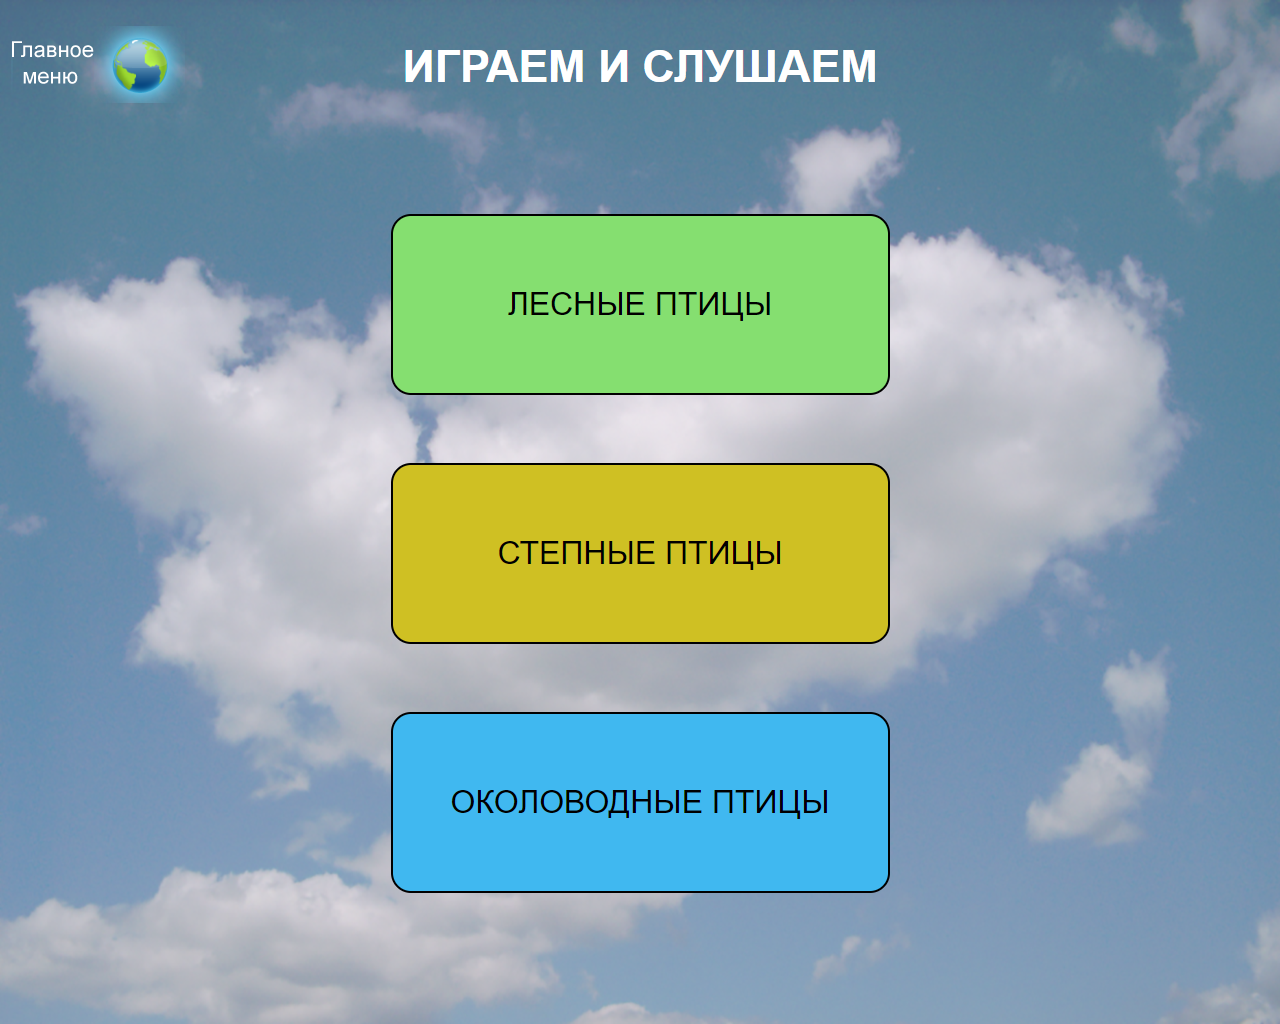 Главное
меню
ИГРАЕМ И СЛУШАЕМ
ЛЕСНЫЕ ПТИЦЫ
СТЕПНЫЕ ПТИЦЫ
ОКОЛОВОДНЫЕ ПТИЦЫ